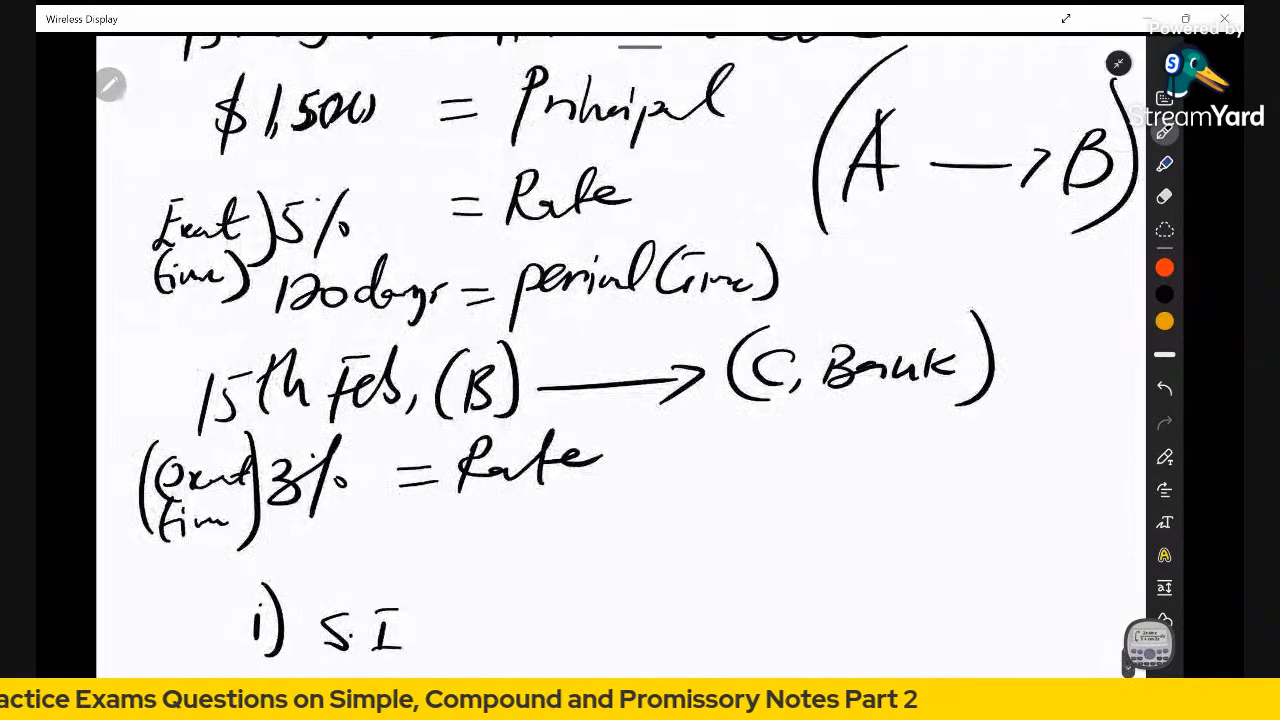 Wireless Display
Powered by
StreamYard
$1,500 = Principal
(A → B)
Exact time) 5% = Rate
120 days = period (Time)
15th Feb, (B) → (C, Bank)
(Exact time) 3% = Rate
i) S.I
actice Exams Questions on Simple, Compound and Promissory Notes Part 2